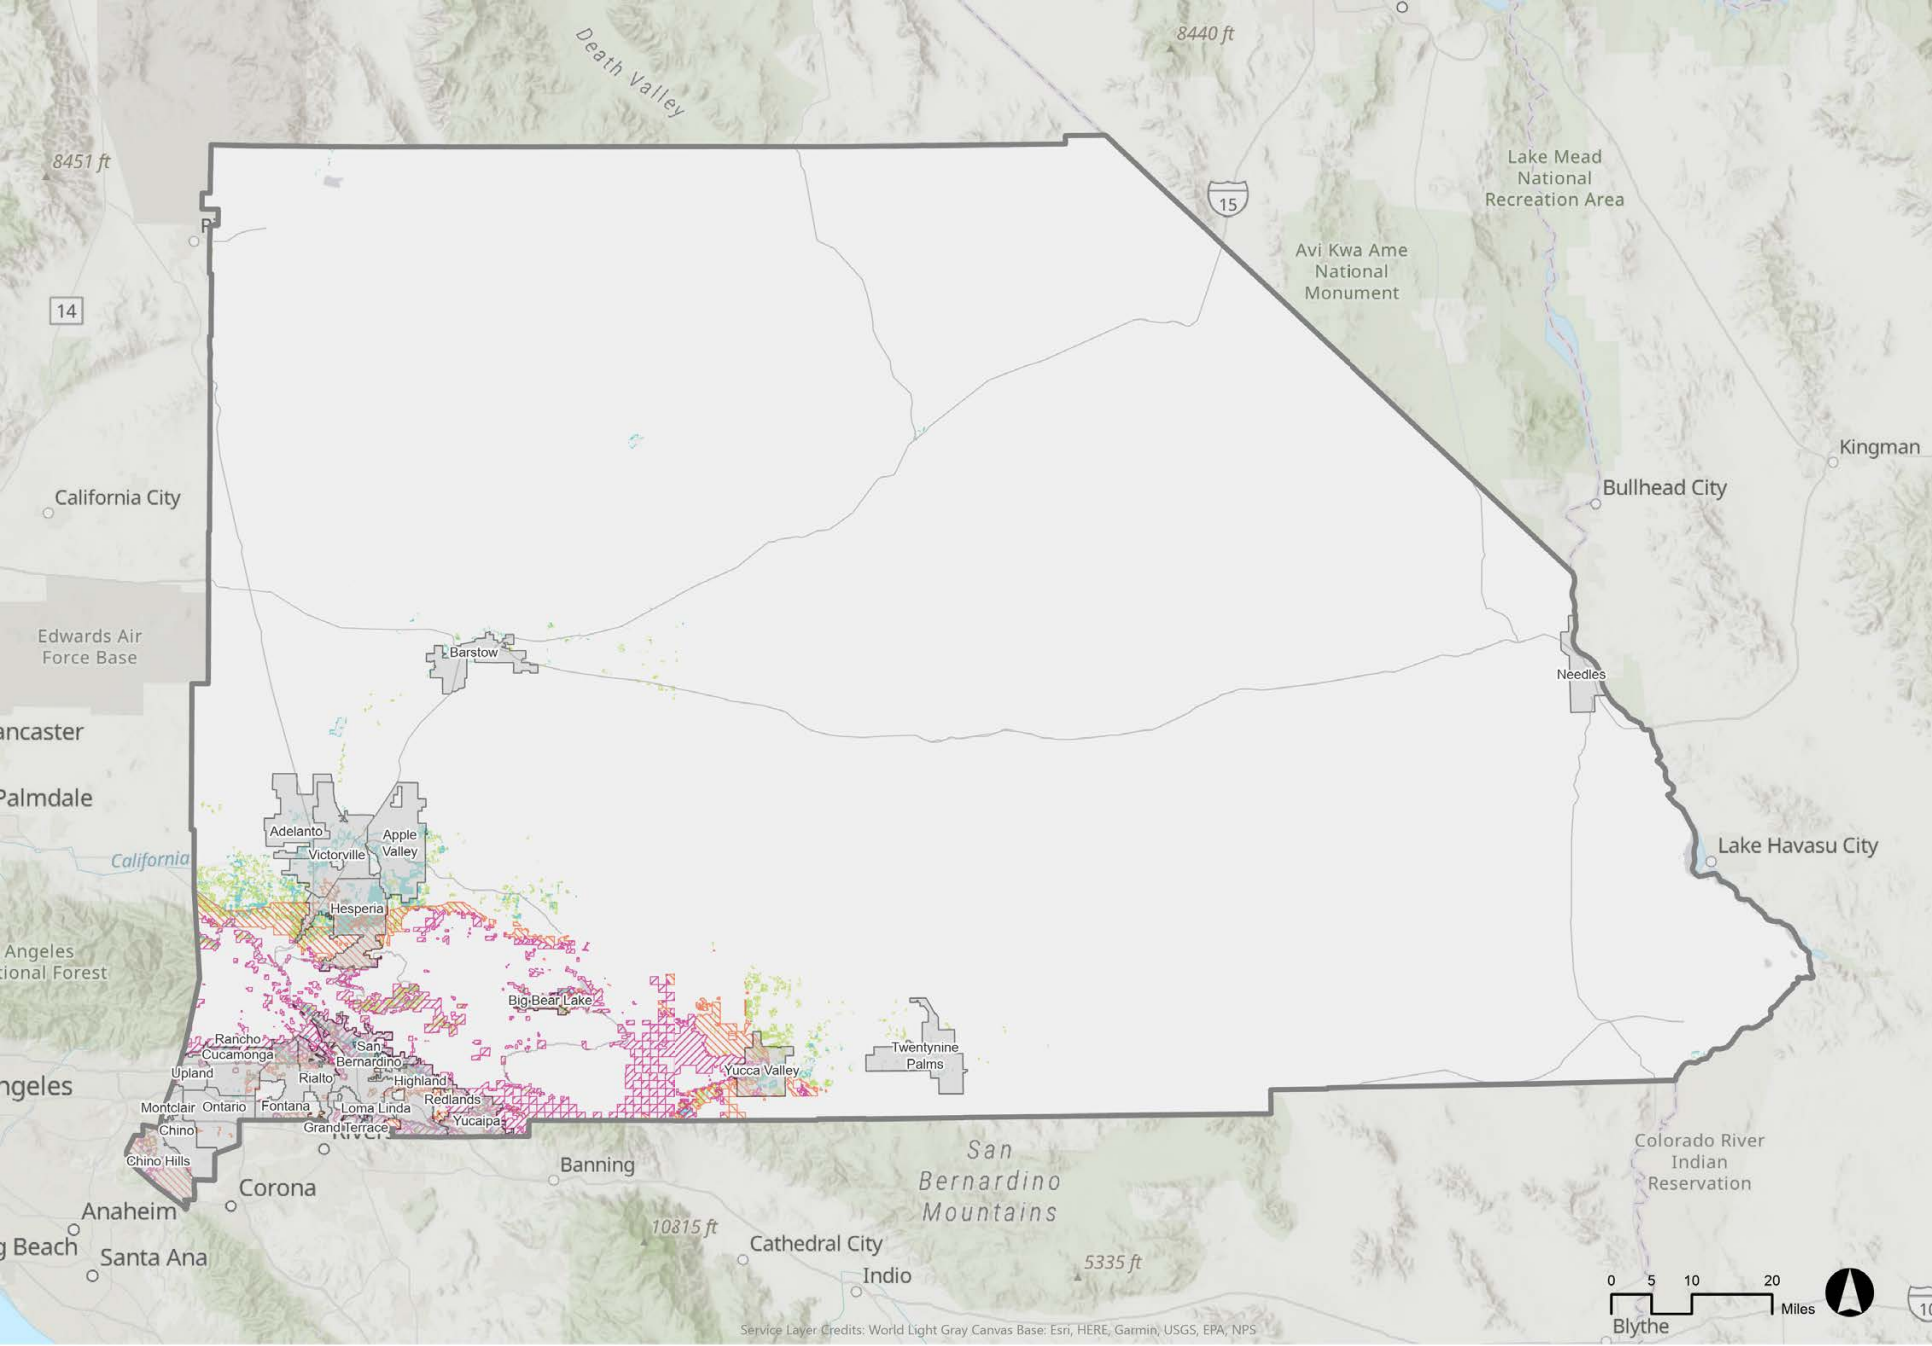 8440 ft
Death Valley
8451 ft
Lake Mead
National
Recreation Area
15
Avi Kwa Ame
National
Monument
14
Kingman
California City
Bullhead City
Edwards Air
Force Base
Barstow
Needles
ancaster
Palmdale
Adelanto
Apple
Valley
Victorville
California
Lake Havasu City
Hesperia
Angeles
tional Forest
Big Bear Lake
Rancho
Cucamonga
San
Bernardino
Twentynine
Palms
Upland
Rialto
Highland
Yucca Valley
ngeles
Montclair
Ontario
Fontana
Loma Linda
Redlands
Chino
Grand Terrace
Yucaipa
Rivers
Chino Hills
Banning
San
Bernardino
Mountains
Colorado River
Indian
Reservation
Corona
Anaheim
10815 ft
g Beach
Santa Ana
Cathedral City
Indio
5335 ft
0 5 10 20
Miles
10
Blythe
Service Layer Credits: World Light Gray Canvas Base: Esri, HERE, Garmin, USGS, EPA, NPS